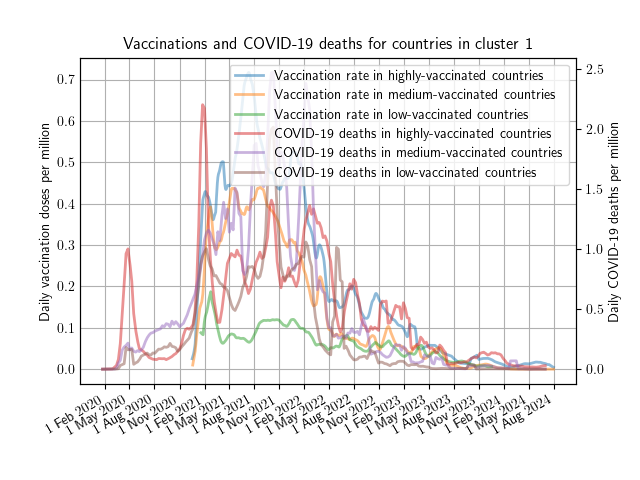 Vaccinations and COVID-19 deaths for countries in cluster 1
Vaccination rate in highly-vaccinated countries
Vaccination rate in medium-vaccinated countries
Vaccination rate in low-vaccinated countries
COVID-19 deaths in highly-vaccinated countries
COVID-19 deaths in medium-vaccinated countries
COVID-19 deaths in low-vaccinated countries
Daily vaccination doses per million
0.7
0.6
0.5
0.4
0.3
0.2
0.1
0.0
Daily COVID-19 deaths per million
2.5
2.0
1.5
1.0
0.5
0.0
1 Feb 2020
1 May 2020
1 Aug 2020
1 Nov 2020
1 Feb 2021
1 May 2021
1 Aug 2021
1 Nov 2021
1 Feb 2022
1 May 2022
1 Aug 2022
1 Nov 2022
1 Feb 2023
1 May 2023
1 Aug 2023
1 Nov 2023
1 Feb 2024
1 May 2024
1 Aug 2024